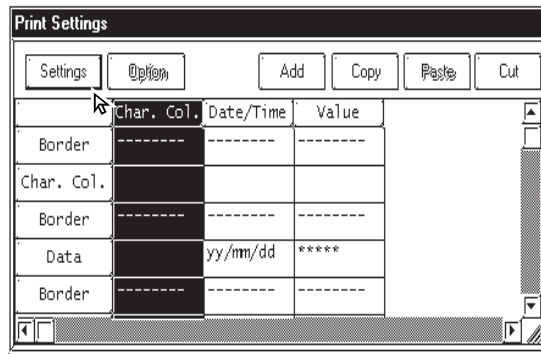 Print Settings
Settings Option Add Copy Paste Cut
Char. Col. Date/Time Value
Border -------- -------- --------
Char. Col.
Border -------- -------- --------
Data yy/mm/dd *****
Border -------- -------- --------